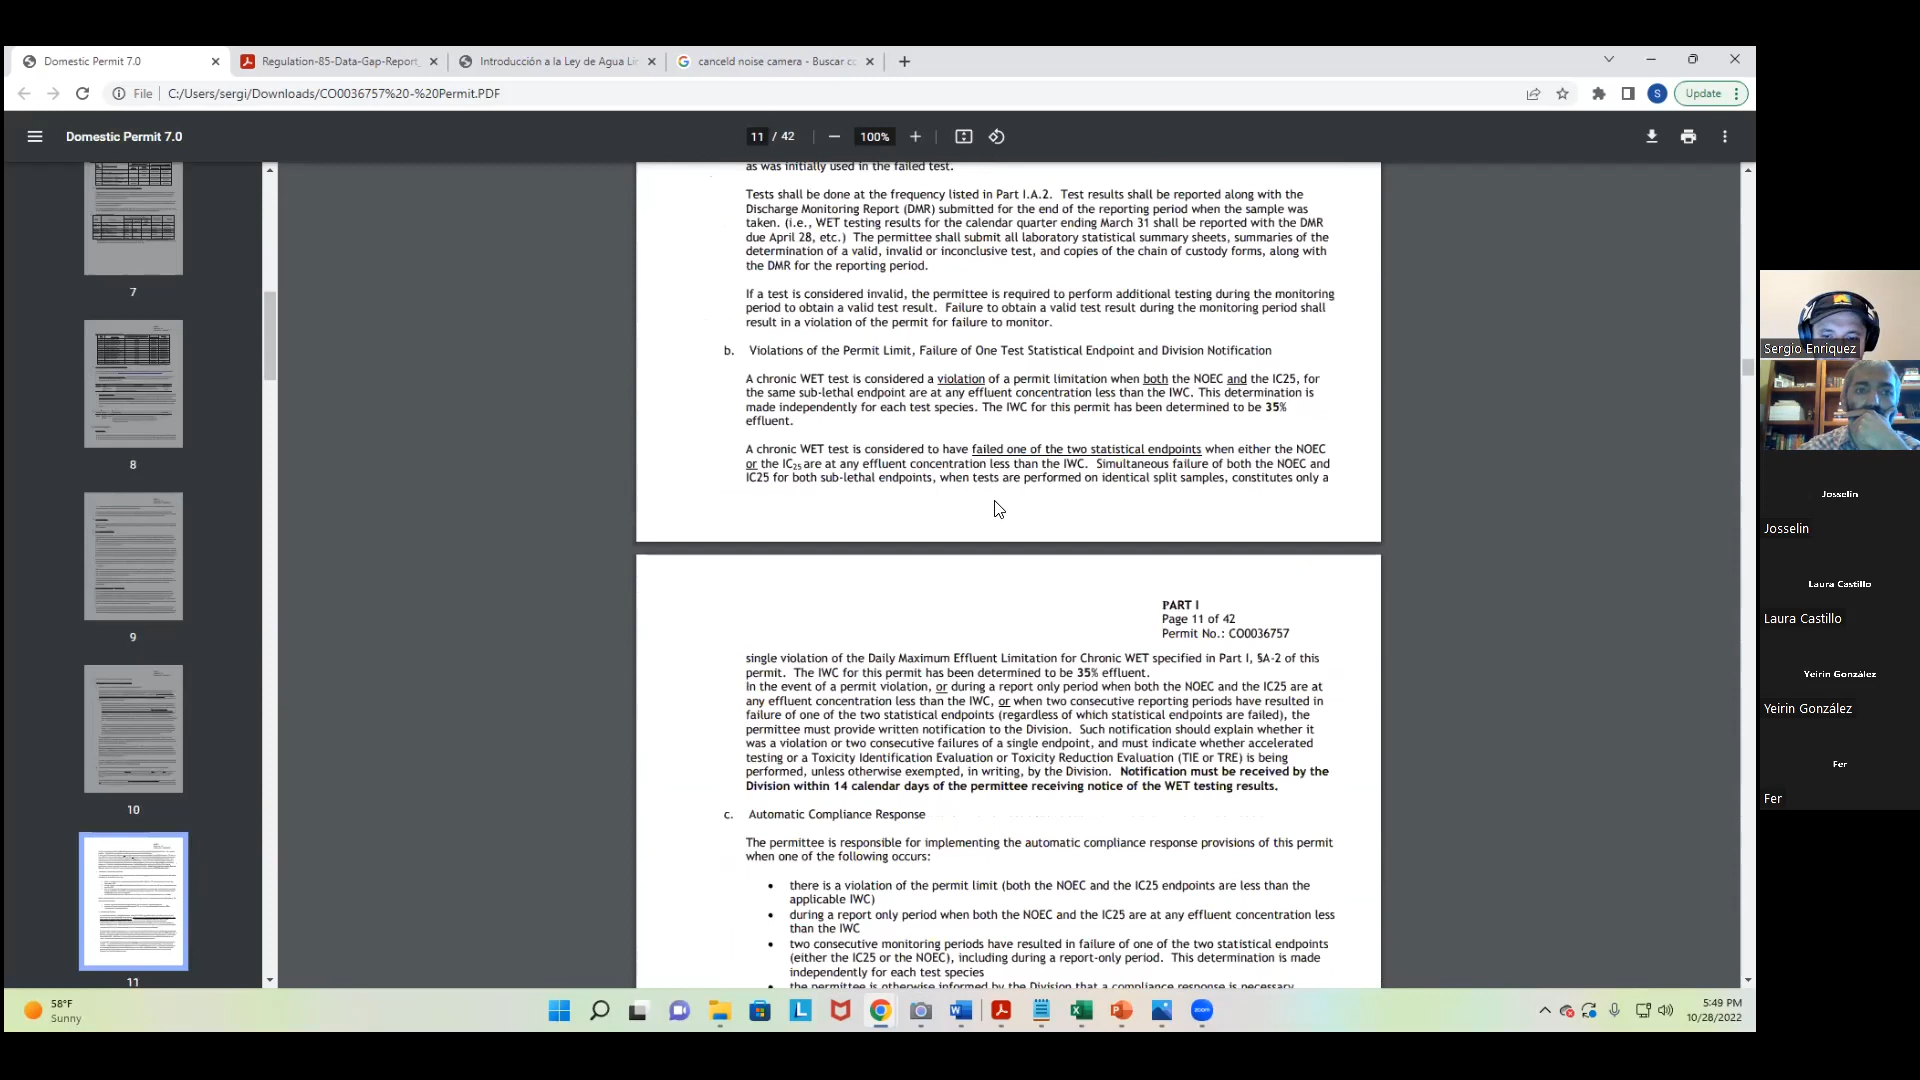 Domestic Permit 7.0
Regulation-85-Data-Gap-Report_
Introducción a la Ley de Agua Li
canceld noise camera - Buscar co
File
C:/Users/sergi/Downloads/CO0036757%20-%20Permit.PDF
S
Update
Domestic Permit 7.0
11 / 42
100%
7
8
9
10
11
as was initially used in the failed test.
Tests shall be done at the frequency listed in Part I.A.2. Test results shall be reported along with the
Discharge Monitoring Report (DMR) submitted for the end of the reporting period when the sample was
taken. (i.e., WET testing results for the calendar quarter ending March 31 shall be reported with the DMR
due April 28, etc.) The permittee shall submit all laboratory statistical summary sheets, summaries of the
determination of a valid, invalid or inconclusive test, and copies of the chain of custody forms, along with
the DMR for the reporting period.
If a test is considered invalid, the permittee is required to perform additional testing during the monitoring
period to obtain a valid test result. Failure to obtain a valid test result during the monitoring period shall
result in a violation of the permit for failure to monitor.
b. Violations of the Permit Limit, Failure of One Test Statistical Endpoint and Division Notification
A chronic WET test is considered a violation of a permit limitation when both the NOEC and the IC25, for
the same sub-lethal endpoint are at any effluent concentration less than the IWC. This determination is
made independently for each test species. The IWC for this permit has been determined to be 35%
effluent.
A chronic WET test is considered to have failed one of the two statistical endpoints when either the NOEC
or the IC25 are at any effluent concentration less than the IWC. Simultaneous failure of both the NOEC and
IC25 for both sub-lethal endpoints, when tests are performed on identical split samples, constitutes only a
PART I
Page 11 of 42
Permit No.: CO0036757
single violation of the Daily Maximum Effluent Limitation for Chronic WET specified in Part I, §A-2 of this
permit. The IWC for this permit has been determined to be 35% effluent.
In the event of a permit violation, or during a report only period when both the NOEC and the IC25 are at
any effluent concentration less than the IWC, or when two consecutive reporting periods have resulted in
failure of one of the two statistical endpoints (regardless of which statistical endpoints are failed), the
permittee must provide written notification to the Division. Such notification should explain whether it
was a violation or two consecutive failures of a single endpoint, and must indicate whether accelerated
testing or a Toxicity Identification Evaluation or Toxicity Reduction Evaluation (TIE or TRE) is being
performed, unless otherwise exempted, in writing, by the Division. Notification must be received by the
Division within 14 calendar days of the permittee receiving notice of the WET testing results.
c. Automatic Compliance Response
The permittee is responsible for implementing the automatic compliance response provisions of this permit
when one of the following occurs:
• there is a violation of the permit limit (both the NOEC and the IC25 endpoints are less than the
applicable IWC)
• during a report only period when both the NOEC and the IC25 are at any effluent concentration less
than the IWC
• two consecutive monitoring periods have resulted in failure of one of the two statistical endpoints
(either the IC25 or the NOEC), including during a report-only period. This determination is made
independently for each test species
• the permittee is otherwise informed by the Division that a compliance response is necessary
Sergio Enriquez
Josselin
Josselin
Laura Castillo
Laura Castillo
Yeirin González
Yeirin González
Fer
Fer
58°F
Sunny
5:49 PM
10/28/2022